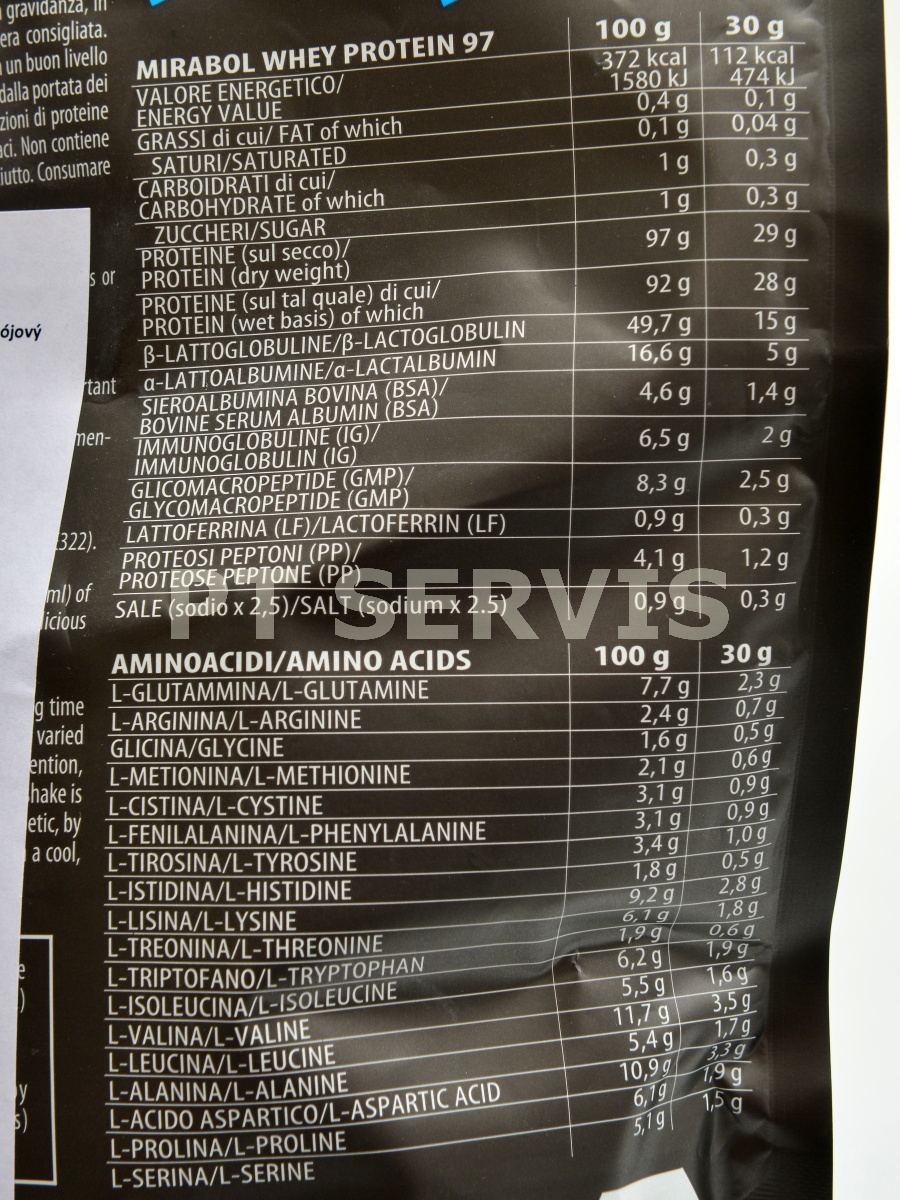 gravidanza, in
era consigliata.
un buon livello
dalla portata dei
zioni di proteine
aci. Non contiene
iutto. Consumare
s or
ójový
rtant
men-
322).
ml) of
icious
g time
varied
ention,
hake is
etic, by
a cool,
e
)
y
s)
MIRABOL WHEY PROTEIN 97 100 g 30 g
VALORE ENERGETICO/ 372 kcal 112 kcal
ENERGY VALUE 1580 kJ 474 kJ
GRASSI di cui/ FAT of which 0,4 g 0,1 g
SATURI/SATURATED 0,1 g 0,04 g
CARBOIDRATI di cui/
CARBOHYDRATE of which 1 g 0,3 g
ZUCCHERI/SUGAR 1 g 0,3 g
PROTEINE (sul secco)/
PROTEIN (dry weight) 97 g 29 g
PROTEINE (sul tal quale) di cui/
PROTEIN (wet basis) of which 92 g 28 g
β-LATTOGLOBULINE/β-LACTOGLOBULIN 49,7 g 15 g
α-LATTOALBUMINE/α-LACTALBUMIN 16,6 g 5 g
SIEROALBUMINA BOVINA (BSA)/
BOVINE SERUM ALBUMIN (BSA) 4,6 g 1,4 g
IMMUNOGLOBULINE (IG)/
IMMUNOGLOBULIN (IG) 6,5 g 2 g
GLICOMACROPEPTIDE (GMP)/
GLYCOMACROPEPTIDE (GMP) 8,3 g 2,5 g
LATTOFERRINA (LF)/LACTOFERRIN (LF) 0,9 g 0,3 g
PROTEOSI PEPTONI (PP)/
PROTEOSE PEPTONE (PP) 4,1 g 1,2 g
SALE (sodio x 2,5)/SALT (sodium x 2.5) 0,9 g 0,3 g
PT SERVIS
AMINOACIDI/AMINO ACIDS 100 g 30 g
L-GLUTAMMINA/L-GLUTAMINE 7,7 g 2,3 g
L-ARGININA/L-ARGININE 2,4 g 0,7 g
GLICINA/GLYCINE 1,6 g 0,5 g
L-METIONINA/L-METHIONINE 2,1 g 0,6 g
L-CISTINA/L-CYSTINE 3,1 g 0,9 g
L-FENILALANINA/L-PHENYLALANINE 3,1 g 0,9 g
L-TIROSINA/L-TYROSINE 3,4 g 1,0 g
L-ISTIDINA/L-HISTIDINE 1,8 g 0,5 g
L-LISINA/L-LYSINE 9,2 g 2,8 g
L-TREONINA/L-THREONINE 6,1 g 1,8 g
L-TRIPTOFANO/L-TRYPTOPHAN 1,9 g 0,6 g
L-ISOLEUCINA/L-ISOLEUCINE 6,2 g 1,9 g
L-VALINA/L-VALINE 5,5 g 1,6 g
L-LEUCINA/L-LEUCINE 11,7 g 3,5 g
L-ALANINA/L-ALANINE 5,4 g 1,7 g
L-ACIDO ASPARTICO/L-ASPARTIC ACID 10,9 g 3,3 g
L-PROLINA/L-PROLINE 6,1 g 1,9 g
L-SERINA/L-SERINE 5,1 g 1,5 g